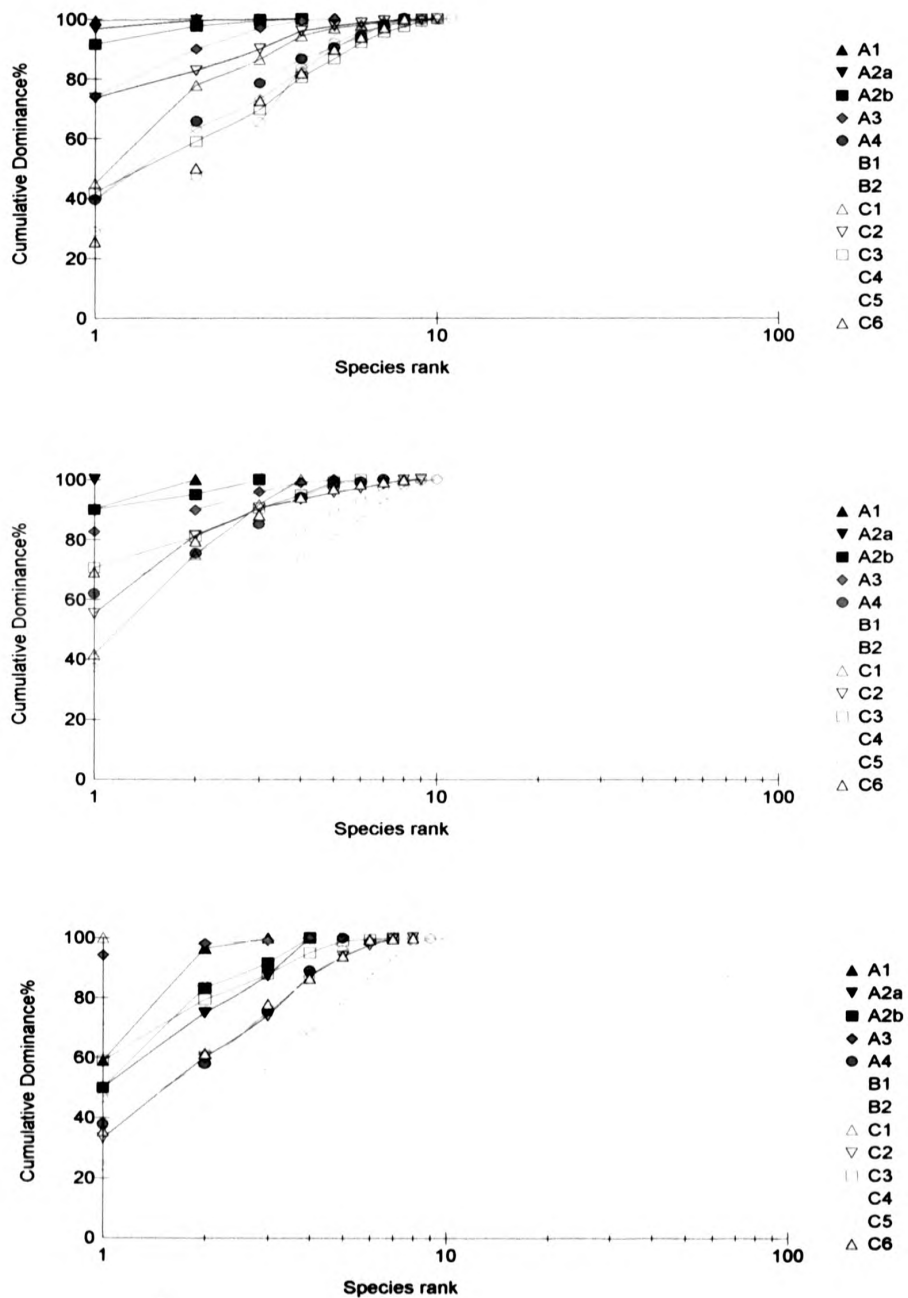 Cumulative Dominance%
100
80
60
40
20
0
1
10
100
Species rank
A1
A2a
A2b
A3
A4
B1
B2
C1
C2
C3
C4
C5
C6
Cumulative Dominance%
100
80
60
40
20
0
1
10
100
Species rank
A1
A2a
A2b
A3
A4
B1
B2
C1
C2
C3
C4
C5
C6
Cumulative Dominance%
100
80
60
40
20
0
1
10
100
Species rank
A1
A2a
A2b
A3
A4
B1
B2
C1
C2
C3
C4
C5
C6